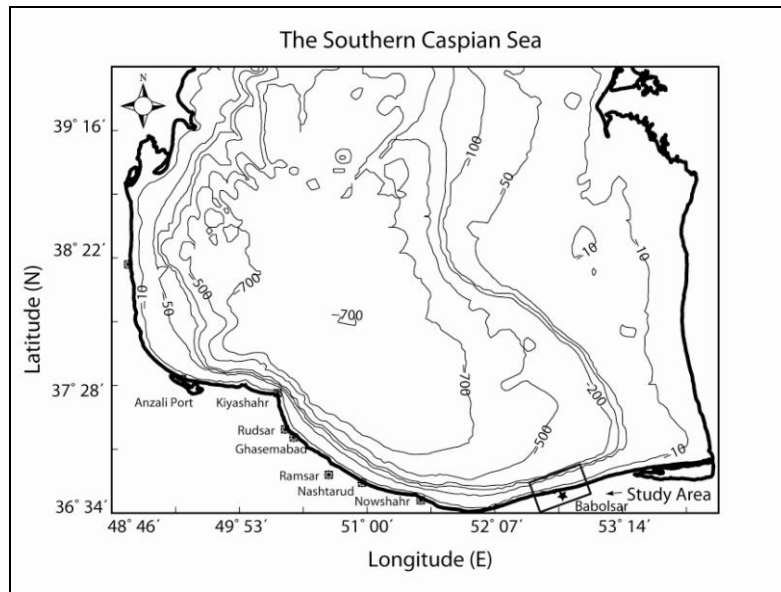 The Southern Caspian Sea
N
39° 16´
38° 22´
37° 28´
36° 34´
Latitude (N)
-100
-50
-10
-10
-10
-50
-500
-700
-700
-700
-200
-500
-10
Anzali Port
Kiyashahr
Rudsar
Ghasemabad
Ramsar
Nashtarud
Nowshahr
Study Area
Babolsar
48° 46´ 49° 53´ 51° 00 52° 07´ 53° 14´
Longitude (E)